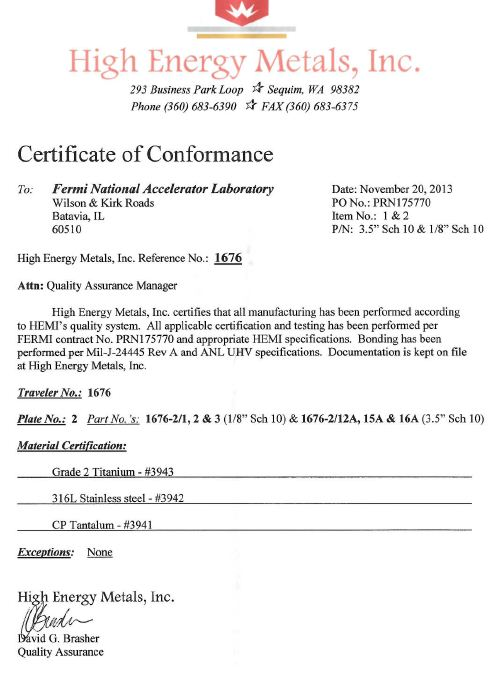 High Energy Metals, Inc.
293 Business Park Loop ☆ Sequim, WA 98382
Phone (360) 683-6390 ☆ FAX (360) 683-6375
Certificate of Conformance
To: Fermi National Accelerator Laboratory
Wilson & Kirk Roads
Batavia, IL
60510
Date: November 20, 2013
PO No.: PRN175770
Item No.: 1 & 2
P/N: 3.5" Sch 10 & 1/8" Sch 10
High Energy Metals, Inc. Reference No.: 1676
Attn: Quality Assurance Manager
High Energy Metals, Inc. certifies that all manufacturing has been performed according
to HEMI's quality system. All applicable certification and testing has been performed per
FERMI contract No. PRN175770 and appropriate HEMI specifications. Bonding has been
performed per Mil-J-24445 Rev A and ANL UHV specifications. Documentation is kept on file
at High Energy Metals, Inc.
Traveler No.: 1676
Plate No.: 2 Part No.'s: 1676-2/1, 2 & 3 (1/8" Sch 10) & 1676-2/12A, 15A & 16A (3.5" Sch 10)
Material Certification:
Grade 2 Titanium - #3943
316L Stainless steel - #3942
CP Tantalum - #3941
Exceptions: None
High Energy Metals, Inc.
David G. Brasher
Quality Assurance